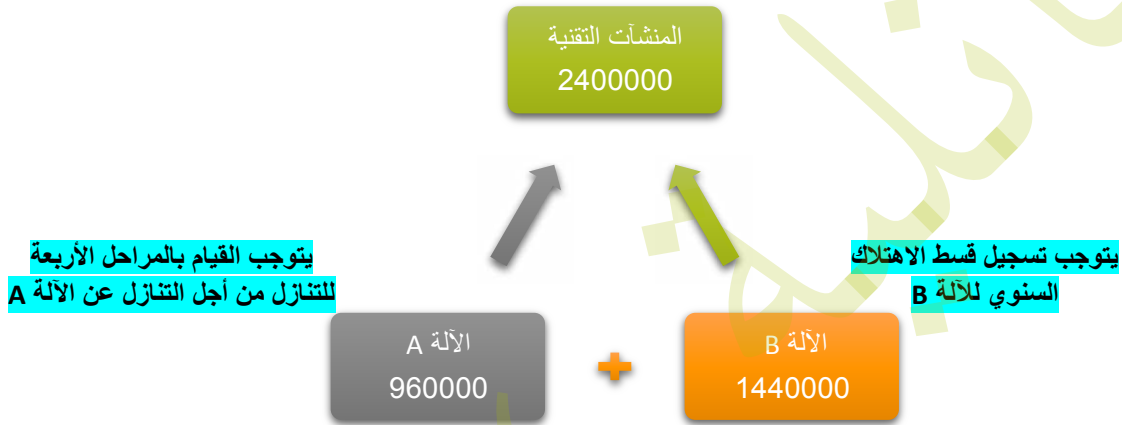 المنشآت التقنية
2400000
يتوجب تسجيل قسط الاهتلاك
السنوي للآلة B
يتوجب القيام بالمراحل الأربعة
للتنازل من أجل التنازل عن الآلة A
الآلة B
1440000
الآلة A
960000